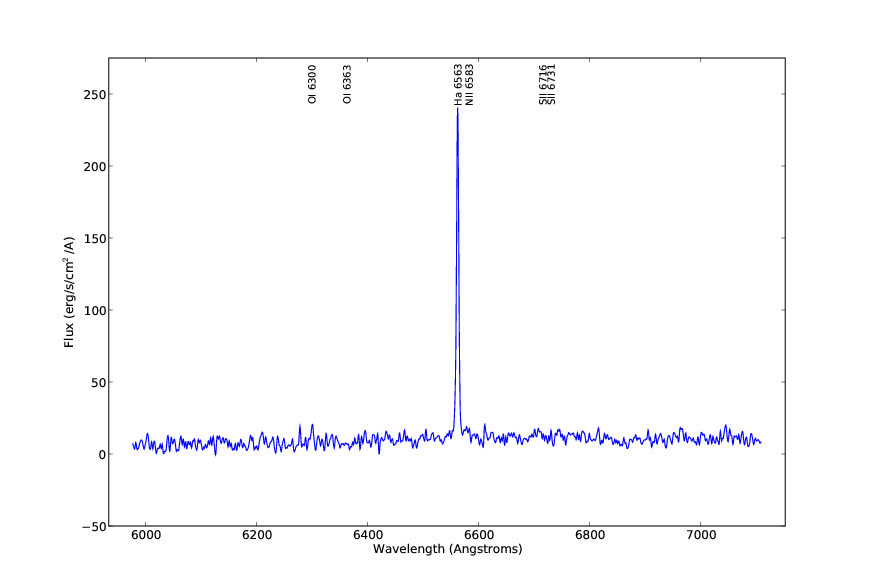 OI 6300
OI 6363
Ha 6563
NII 6583
SII 6716
SII 6731
250
200
150
100
50
0
−50
Flux (erg/s/cm² /A)
6000 6200 6400 6600 6800 7000
Wavelength (Angstroms)